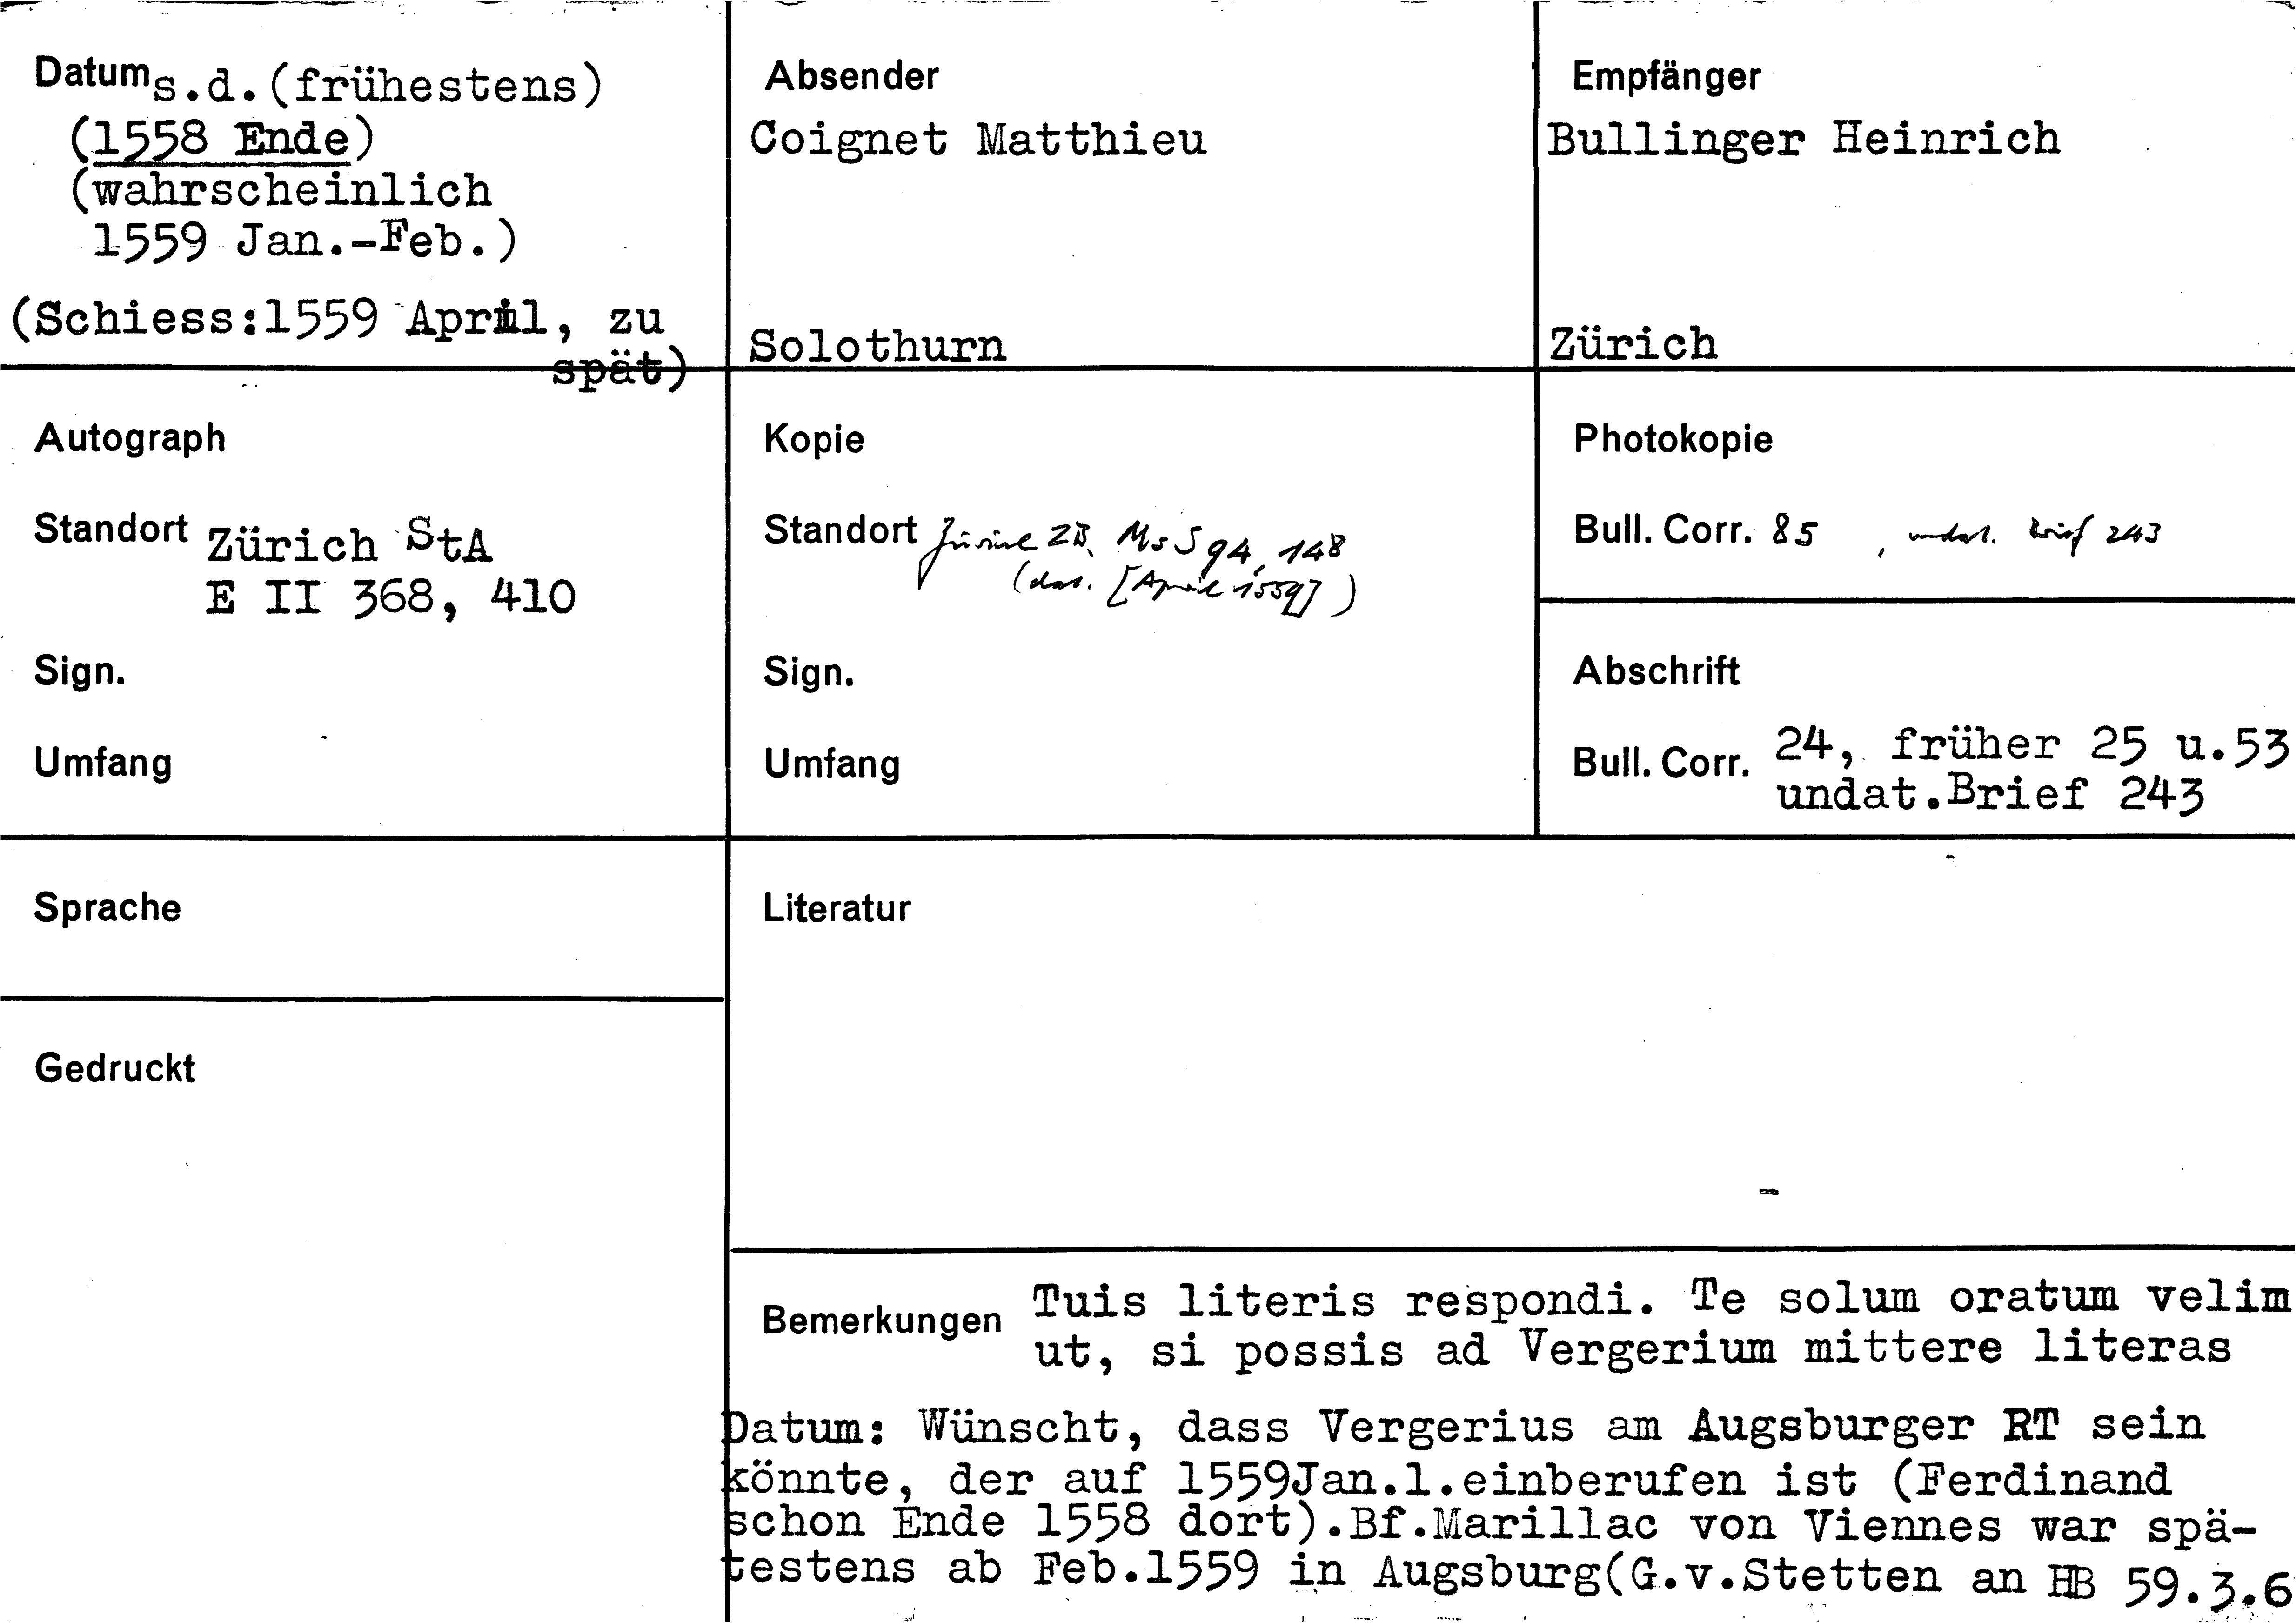 Datum s.d.(frühestens)
(1558 Ende)
(wahrscheinlich
1559 Jan.-Feb.)
(Schiess:1559 April, zu
spät)
Absender
Coignet Matthieu
Solothurn
Empfänger
Bullinger Heinrich
Zürich
Autograph
Standort Zürich StA
E II 368, 410
Sign.
Umfang
Kopie
Standort Zürich ZB, Ms S 94, 148
(dat. [April 1559])
Sign.
Umfang
Photokopie
Bull. Corr. 85 , undat. Brief 243
Abschrift
Bull. Corr. 24, früher 25 u.53
undat.Brief 243
Sprache
Literatur
Gedruckt
Bemerkungen Tuis literis respondi. Te solum oratum velim
ut, si possis ad Vergerium mittere literas
Datum: Wünscht, dass Vergerius am Augsburger RT sein
könnte, der auf 1559Jan.1.einberufen ist (Ferdinand
schon Ende 1558 dort).Bf.Marillac von Viennes war spä-
testens ab Feb.1559 in Augsburg(G.v.Stetten an HB 59.3.6